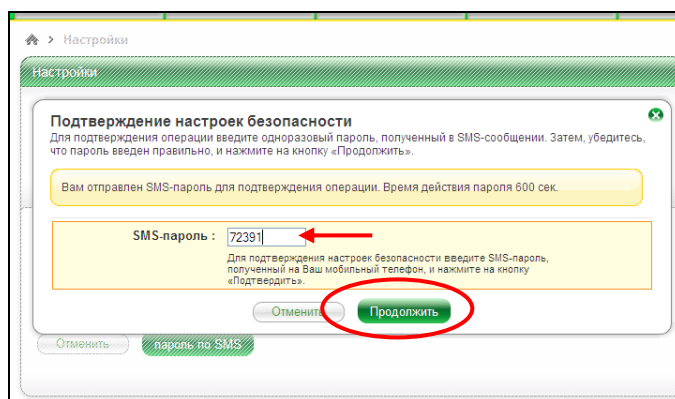 > Настройки
Настройки
Подтверждение настроек безопасности
Для подтверждения операции введите одноразовый пароль, полученный в SMS-сообщении. Затем, убедитесь,
что пароль введен правильно, и нажмите на кнопку «Продолжить».
Вам отправлен SMS-пароль для подтверждения операции. Время действия пароля 600 сек.
SMS-пароль : 72391
Для подтверждения настроек безопасности введите SMS-пароль,
полученный на Ваш мобильный телефон, и нажмите на кнопку
«Подтвердить».
Отменить Продолжить
Отменить пароль по SMS